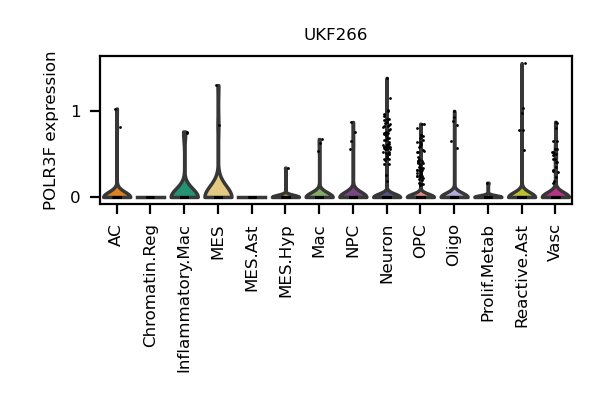 UKF266
POLR3F expression
1
0
AC
Chromatin.Reg
Inflammatory.Mac
MES
MES.Ast
MES.Hyp
Mac
NPC
Neuron
OPC
Oligo
Prolif.Metab
Reactive.Ast
Vasc